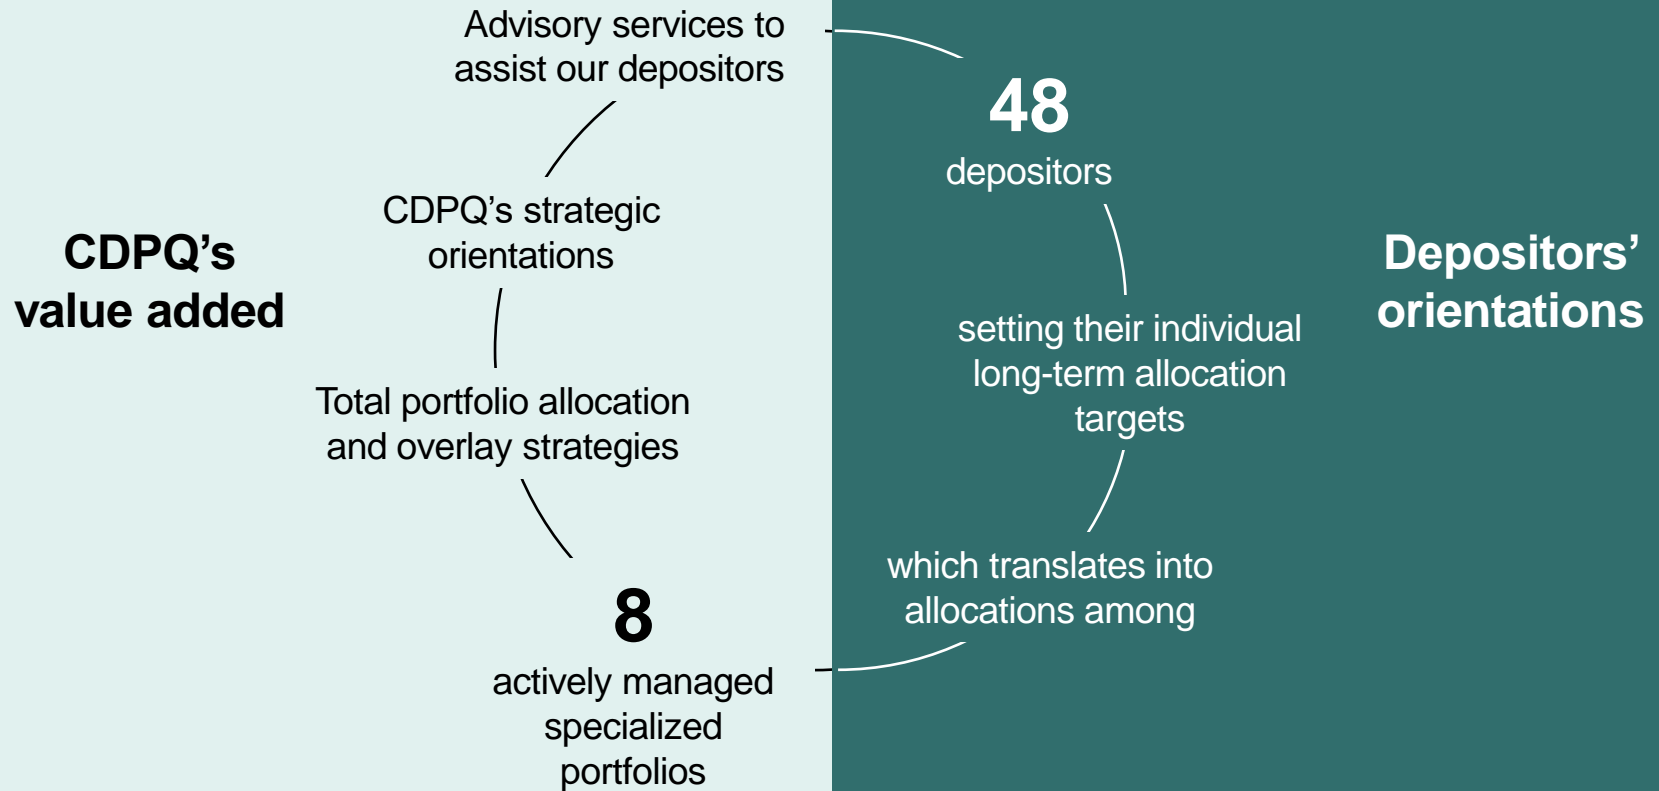 CDPQ’s
value added
Advisory services to
assist our depositors
CDPQ’s strategic
orientations
Total portfolio allocation
and overlay strategies
8
actively managed
specialized
portfolios
48
depositors
setting their individual
long-term allocation
targets
which translates into
allocations among
Depositors’
orientations